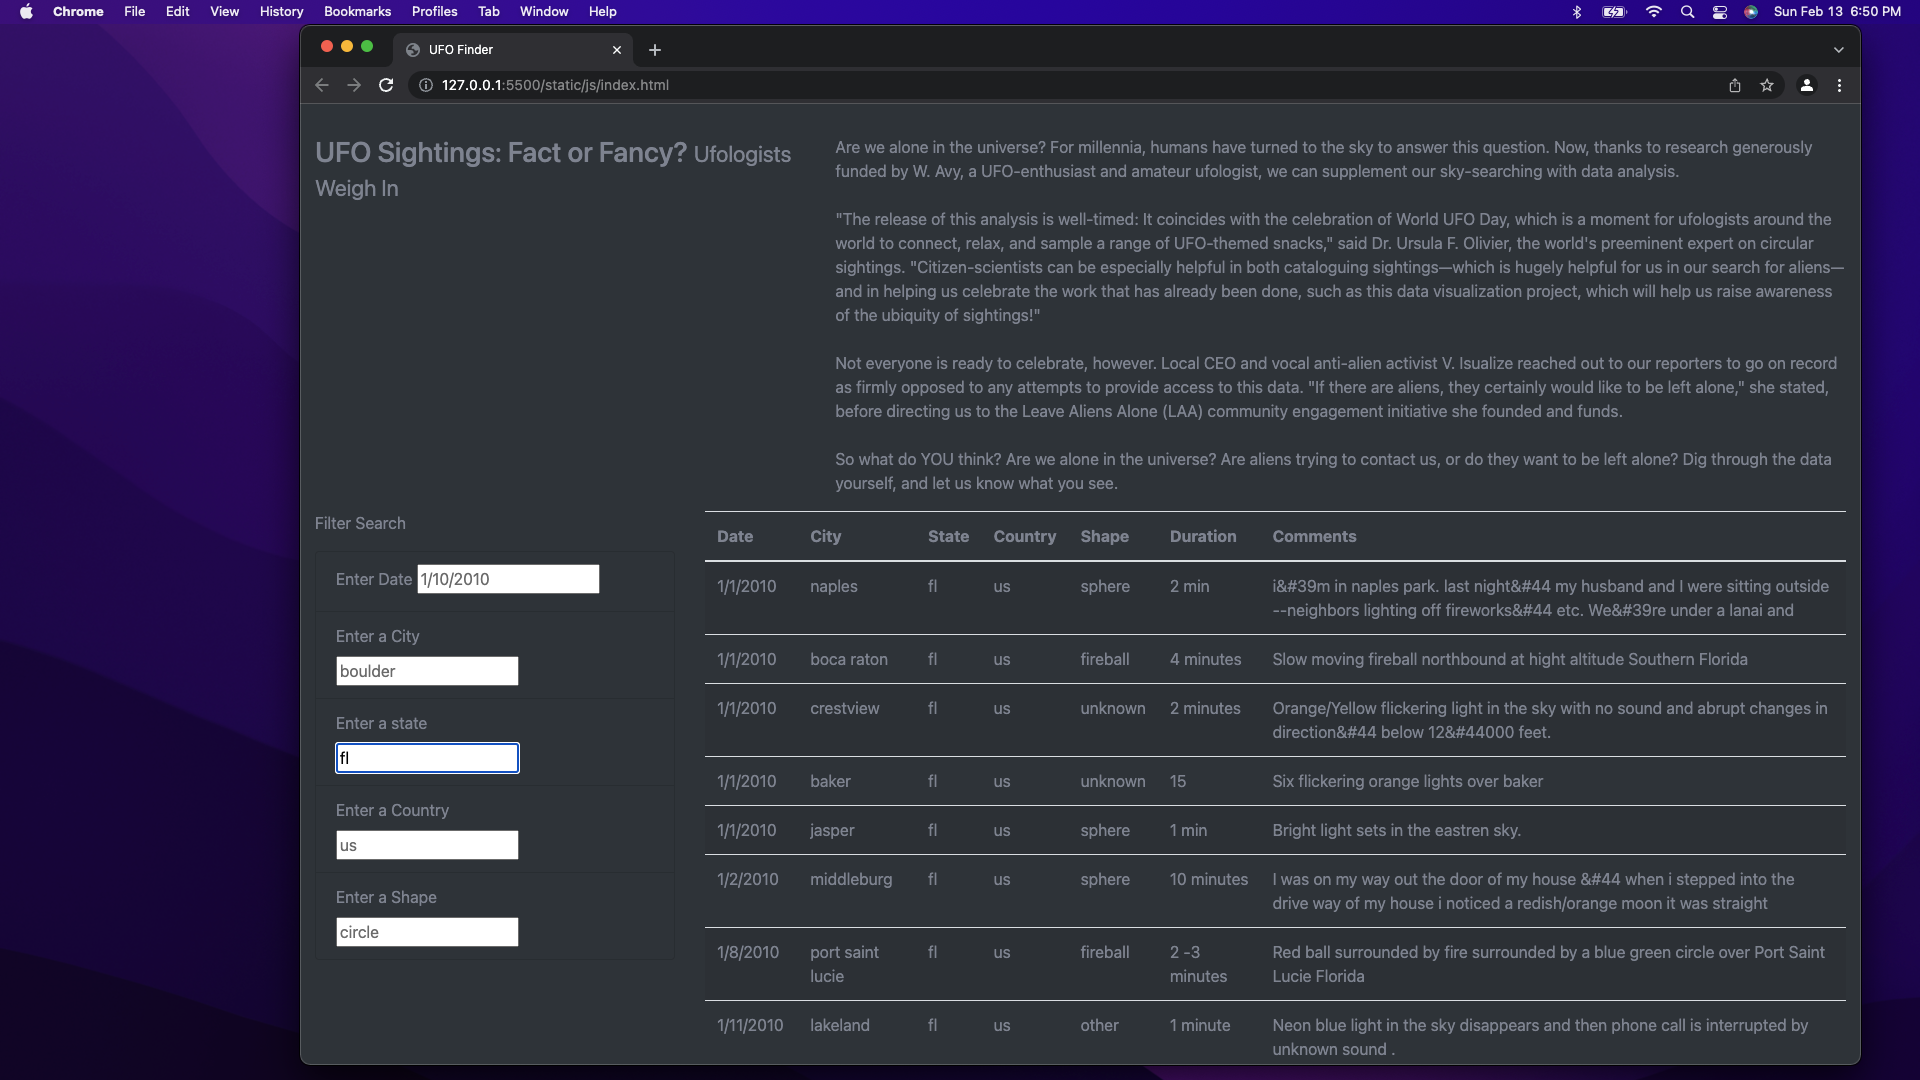 Chrome File Edit View History Bookmarks Profiles Tab Window Help Sun Feb 13 6:50 PM
UFO Finder
127.0.0.1:5500/static/js/index.html
UFO Sightings: Fact or Fancy? Ufologists
Weigh In
Are we alone in the universe? For millennia, humans have turned to the sky to answer this question. Now, thanks to research generously
funded by W. Avy, a UFO-enthusiast and amateur ufologist, we can supplement our sky-searching with data analysis.
"The release of this analysis is well-timed: It coincides with the celebration of World UFO Day, which is a moment for ufologists around the
world to connect, relax, and sample a range of UFO-themed snacks," said Dr. Ursula F. Olivier, the world's preeminent expert on circular
sightings. "Citizen-scientists can be especially helpful in both cataloguing sightings—which is hugely helpful for us in our search for aliens—
and in helping us celebrate the work that has already been done, such as this data visualization project, which will help us raise awareness
of the ubiquity of sightings!"
Not everyone is ready to celebrate, however. Local CEO and vocal anti-alien activist V. Isualize reached out to our reporters to go on record
as firmly opposed to any attempts to provide access to this data. "If there are aliens, they certainly would like to be left alone," she stated,
before directing us to the Leave Aliens Alone (LAA) community engagement initiative she founded and funds.
So what do YOU think? Are we alone in the universe? Are aliens trying to contact us, or do they want to be left alone? Dig through the data
yourself, and let us know what you see.
Filter Search
Enter Date 1/10/2010
Enter a City
boulder
Enter a state
fl
Enter a Country
us
Enter a Shape
circle
Date City State Country Shape Duration Comments
1/1/2010 naples fl us sphere 2 min i&#39m in naples park. last night&#44 my husband and I were sitting outside
--neighbors lighting off fireworks&#44 etc. We&#39re under a lanai and
1/1/2010 boca raton fl us fireball 4 minutes Slow moving fireball northbound at hight altitude Southern Florida
1/1/2010 crestview fl us unknown 2 minutes Orange/Yellow flickering light in the sky with no sound and abrupt changes in
direction&#44 below 12&#44000 feet.
1/1/2010 baker fl us unknown 15 Six flickering orange lights over baker
1/1/2010 jasper fl us sphere 1 min Bright light sets in the eastren sky.
1/2/2010 middleburg fl us sphere 10 minutes I was on my way out the door of my house &#44 when i stepped into the
drive way of my house i noticed a redish/orange moon it was straight
1/8/2010 port saint fl us fireball 2 -3 Red ball surrounded by fire surrounded by a blue green circle over Port Saint
lucie minutes Lucie Florida
1/11/2010 lakeland fl us other 1 minute Neon blue light in the sky disappears and then phone call is interrupted by
unknown sound .